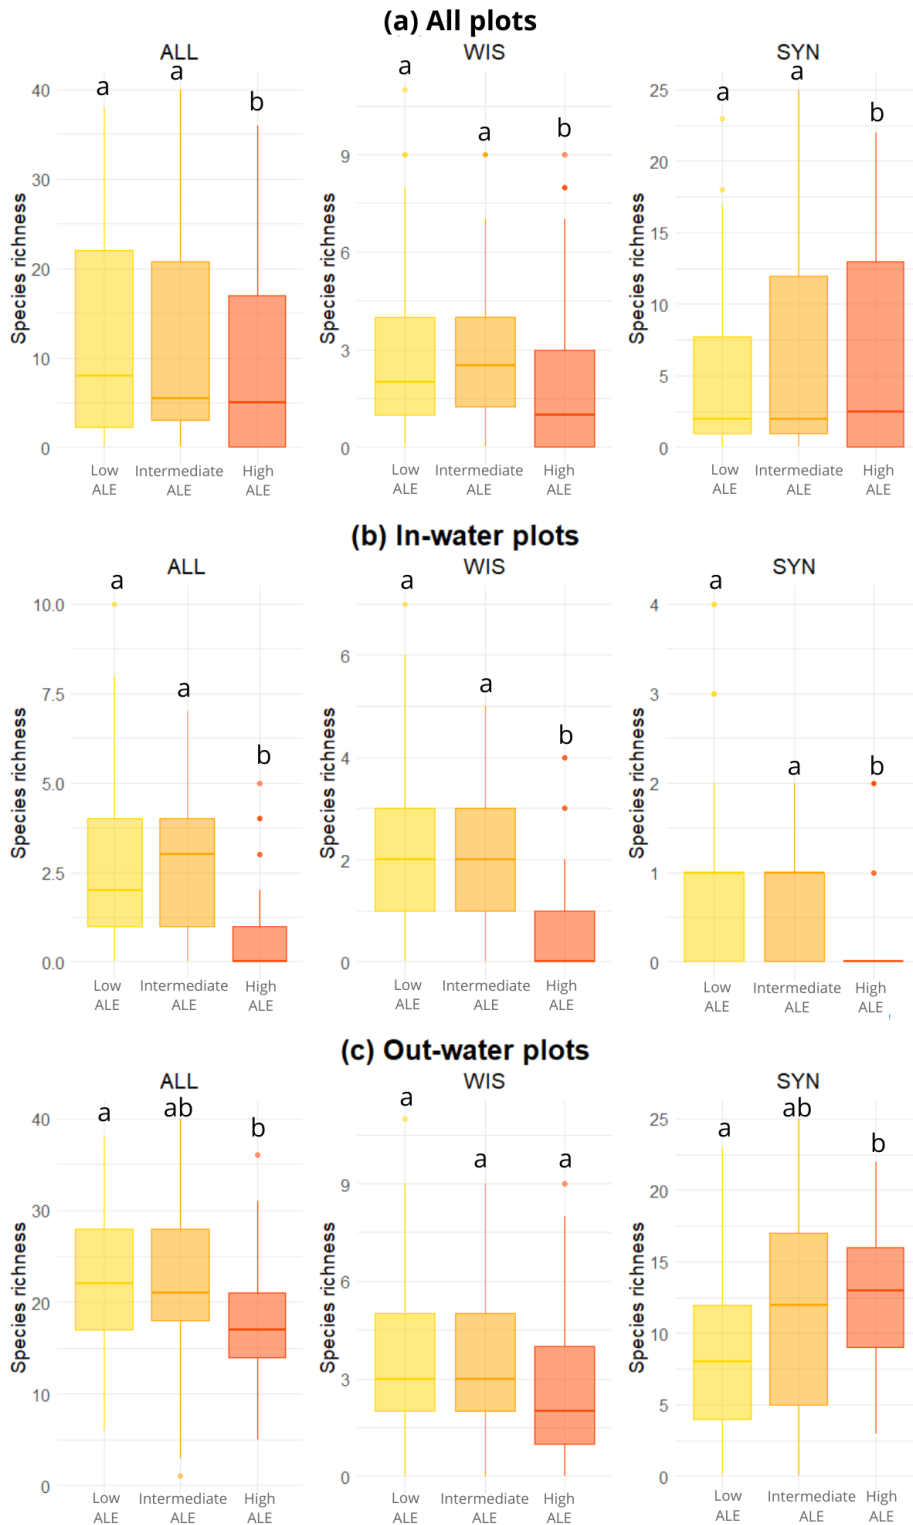 (a) All plots
ALL WIS SYN
a a b
a a b
a a b
Species richness
40
30
20
10
0
Species richness
9
6
3
0
Species richness
25
20
15
10
5
0
Low ALE Intermediate ALE High ALE
Low ALE Intermediate ALE High ALE
Low ALE Intermediate ALE High ALE
(b) In-water plots
ALL WIS SYN
a a b
a a b
a a b
Species richness
10.0
7.5
5.0
2.5
0.0
Species richness
6
4
2
0
Species richness
4
3
2
1
0
Low ALE Intermediate ALE High ALE
Low ALE Intermediate ALE High ALE
Low ALE Intermediate ALE High ALE
(c) Out-water plots
ALL WIS SYN
a ab b
a a a
a ab b
Species richness
40
30
20
10
0
Species richness
9
6
3
0
Species richness
25
20
15
10
5
0
Low ALE Intermediate ALE High ALE
Low ALE Intermediate ALE High ALE
Low ALE Intermediate ALE High ALE